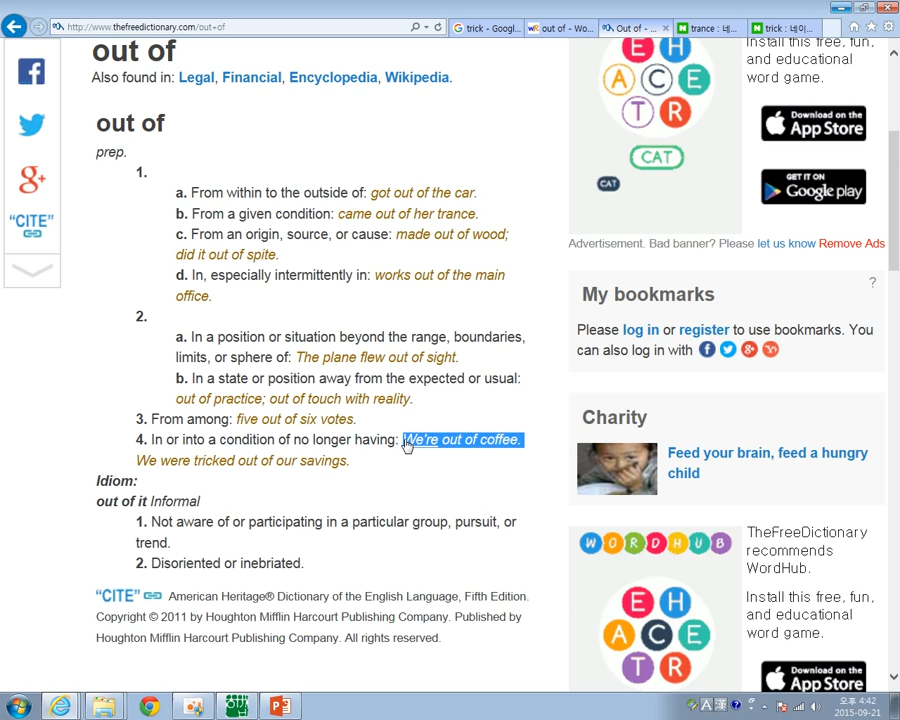 http://www.thefreedictionary.com/out+of
trick - Googl...
out of - Wo...
Out of - ...
trance : 네...
trick : 네이...
out of
Also found in: Legal, Financial, Encyclopedia, Wikipedia.
out of
prep.
1.
a. From within to the outside of: got out of the car.
b. From a given condition: came out of her trance.
c. From an origin, source, or cause: made out of wood;
did it out of spite.
d. In, especially intermittently in: works out of the main
office.
2.
a. In a position or situation beyond the range, boundaries,
limits, or sphere of: The plane flew out of sight.
b. In a state or position away from the expected or usual:
out of practice; out of touch with reality.
3. From among: five out of six votes.
4. In or into a condition of no longer having: We're out of coffee.
We were tricked out of our savings.
Idiom:
out of it Informal
1. Not aware of or participating in a particular group, pursuit, or
trend.
2. Disoriented or inebriated.
"CITE" American Heritage® Dictionary of the English Language, Fifth Edition.
Copyright © 2011 by Houghton Mifflin Harcourt Publishing Company. Published by
Houghton Mifflin Harcourt Publishing Company. All rights reserved.
"CITE"
E H
A C E
T R
CAT
CAT
Install this free, fun,
and educational
word game.
Download on the
App Store
GET IT ON
Google play
Advertisement. Bad banner? Please let us know Remove Ads
My bookmarks
?
Please log in or register to use bookmarks. You
can also log in with
Charity
Feed your brain, feed a hungry
child
WORDHUB
E H
A C E
T R
TheFreeDictionary
recommends
WordHub.
Install this free, fun,
and educational
word game.
Download on the
App Store
A 漢
오후 4:42
2015-09-21